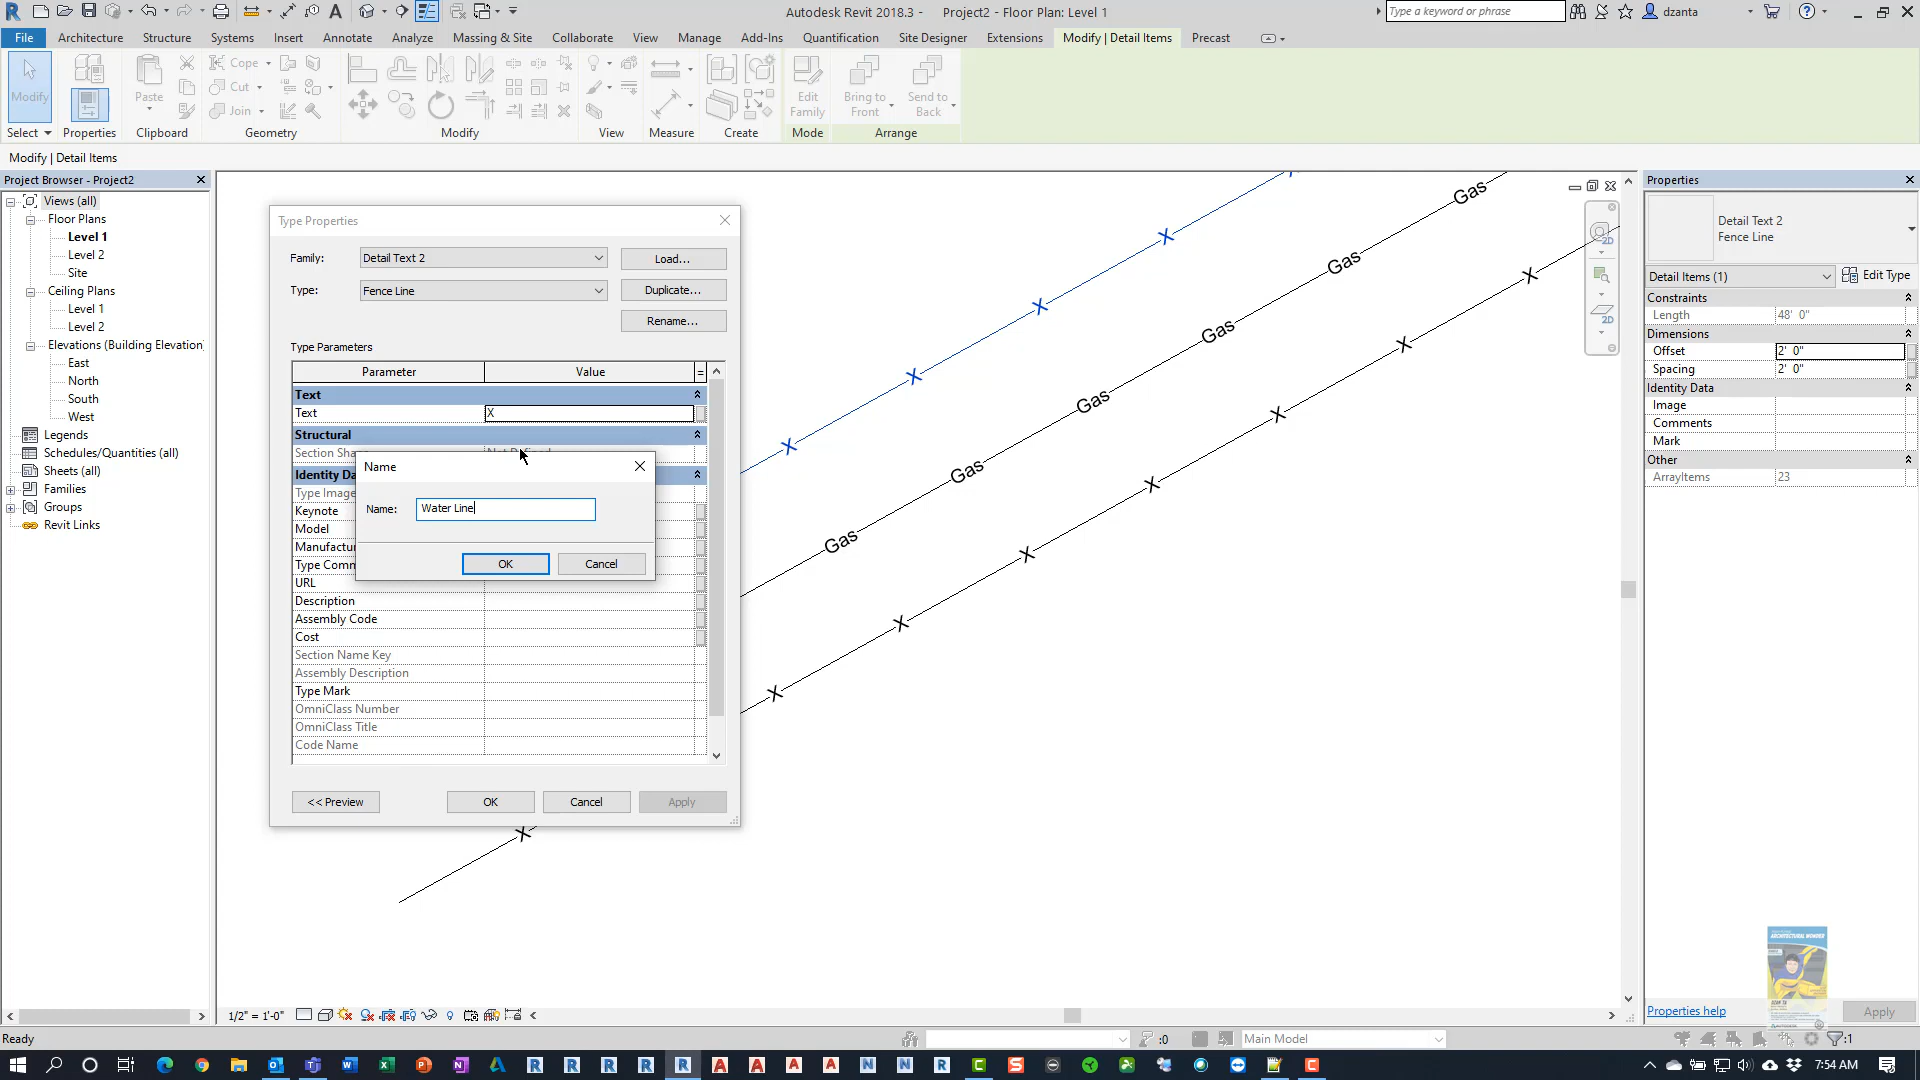 Autodesk Revit 2018.3 - Project2 - Floor Plan: Level 1
Type a keyword or phrase
dzanta
File Architecture Structure Systems Insert Annotate Analyze Massing & Site Collaborate View Manage Add-Ins Quantification Site Designer Extensions Modify | Detail Items Precast
Modify
Paste
Cope
Cut
Join
Edit Family
Bring to Front
Send to Back
Select Properties Clipboard Geometry Modify View Measure Create Mode Arrange
Modify | Detail Items
Project Browser - Project2
Views (all)
Floor Plans
Level 1
Level 2
Site
Ceiling Plans
Level 1
Level 2
Elevations (Building Elevation)
East
North
South
West
Legends
Schedules/Quantities (all)
Sheets (all)
Families
Groups
Revit Links
Type Properties
Family: Detail Text 2 Load...
Type: Fence Line Duplicate...
Rename...
Type Parameters
Parameter Value =
Text
Text X
Structural
Section Sha Not Defined
Identity Da
Type Image
Keynote
Model
Manufactur
Type Comm
URL
Description
Assembly Code
Cost
Section Name Key
Assembly Description
Type Mark
OmniClass Number
OmniClass Title
Code Name
<< Preview OK Cancel Apply
Name
Name: Water Line
OK Cancel
X X X X
Gas Gas Gas Gas Gas Gas
X X X X X X X X
2D
2D
Properties
Detail Text 2
Fence Line
Detail Items (1) Edit Type
Constraints
Length 48' 0"
Dimensions
Offset 2' 0"
Spacing 2' 0"
Identity Data
Image
Comments
Mark
Other
ArrayItems 23
Properties help Apply
ARCHITECTURAL WONDER
1/2" = 1'-0"
Ready
:0
Main Model
:1
7:54 AM